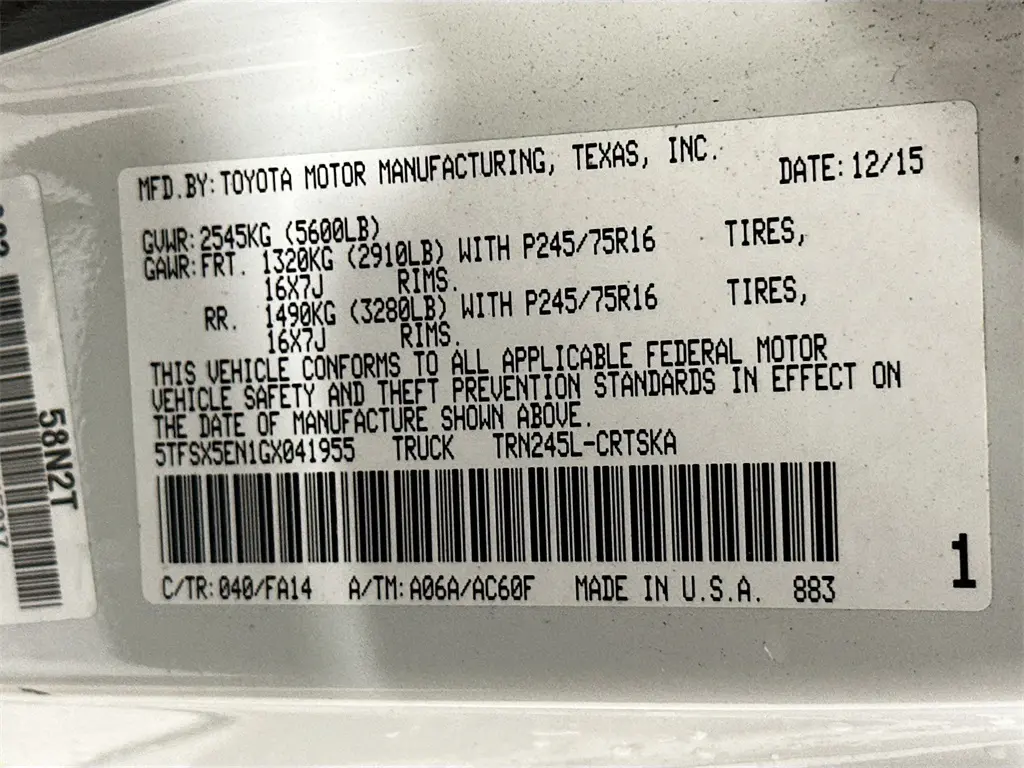 MFD.BY: TOYOTA MOTOR MANUFACTURING, TEXAS, INC. DATE: 12/15
GVWR: 2545KG (5600LB)
GAWR: FRT. 1320KG (2910LB) WITH P245/75R16 TIRES,
16X7J RIMS.
RR. 1490KG (3280LB) WITH P245/75R16 TIRES,
16X7J RIMS.
THIS VEHICLE CONFORMS TO ALL APPLICABLE FEDERAL MOTOR
VEHICLE SAFETY AND THEFT PREVENTION STANDARDS IN EFFECT ON
THE DATE OF MANUFACTURE SHOWN ABOVE.
5TFSX5EN1GX041955 TRUCK TRN245L-CRTSKA
C/TR: 040/FA14 A/TM: A06A/AC60F MADE IN U.S.A. 883
1
58N2T